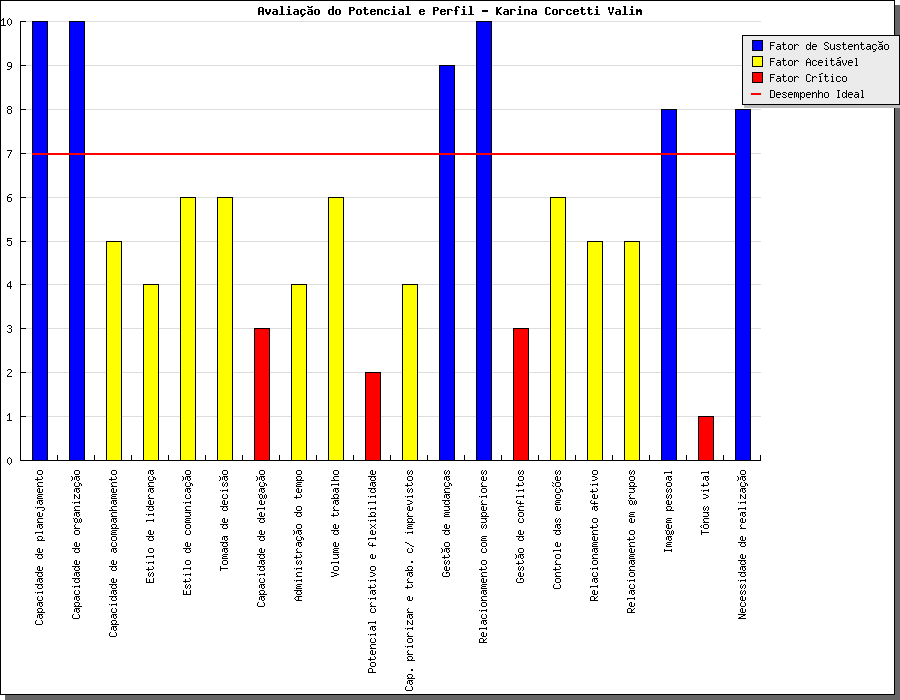 Avaliação do Potencial e Perfil - Karina Corcetti Valim
Fator de Sustentação
Fator Aceitável
Fator Crítico
Desempenho Ideal
10
9
8
7
6
5
4
3
2
1
0
Capacidade de planejamento
Capacidade de organização
Capacidade de acompanhamento
Estilo de liderança
Estilo de comunicação
Tomada de decisão
Capacidade de delegação
Administração do tempo
Volume de trabalho
Potencial criativo e flexibilidade
Cap. priorizar e trab. c/ imprevistos
Gestão de mudanças
Relacionamento com superiores
Gestão de conflitos
Controle das emoções
Relacionamento afetivo
Relacionamento em grupos
Imagem pessoal
Tônus vital
Necessidade de realização